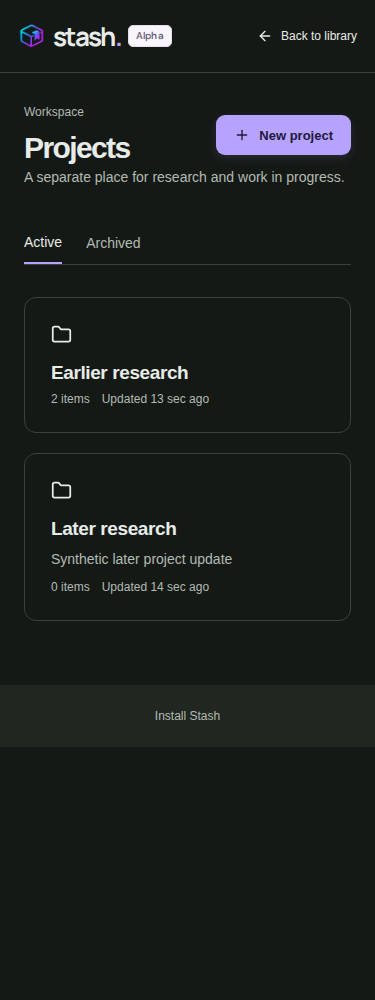 stash.
Alpha
Back to library
Workspace
Projects
New project
A separate place for research and work in progress.
Active
Archived
Earlier research
2 items Updated 13 sec ago
Later research
Synthetic later project update
0 items Updated 14 sec ago
Install Stash